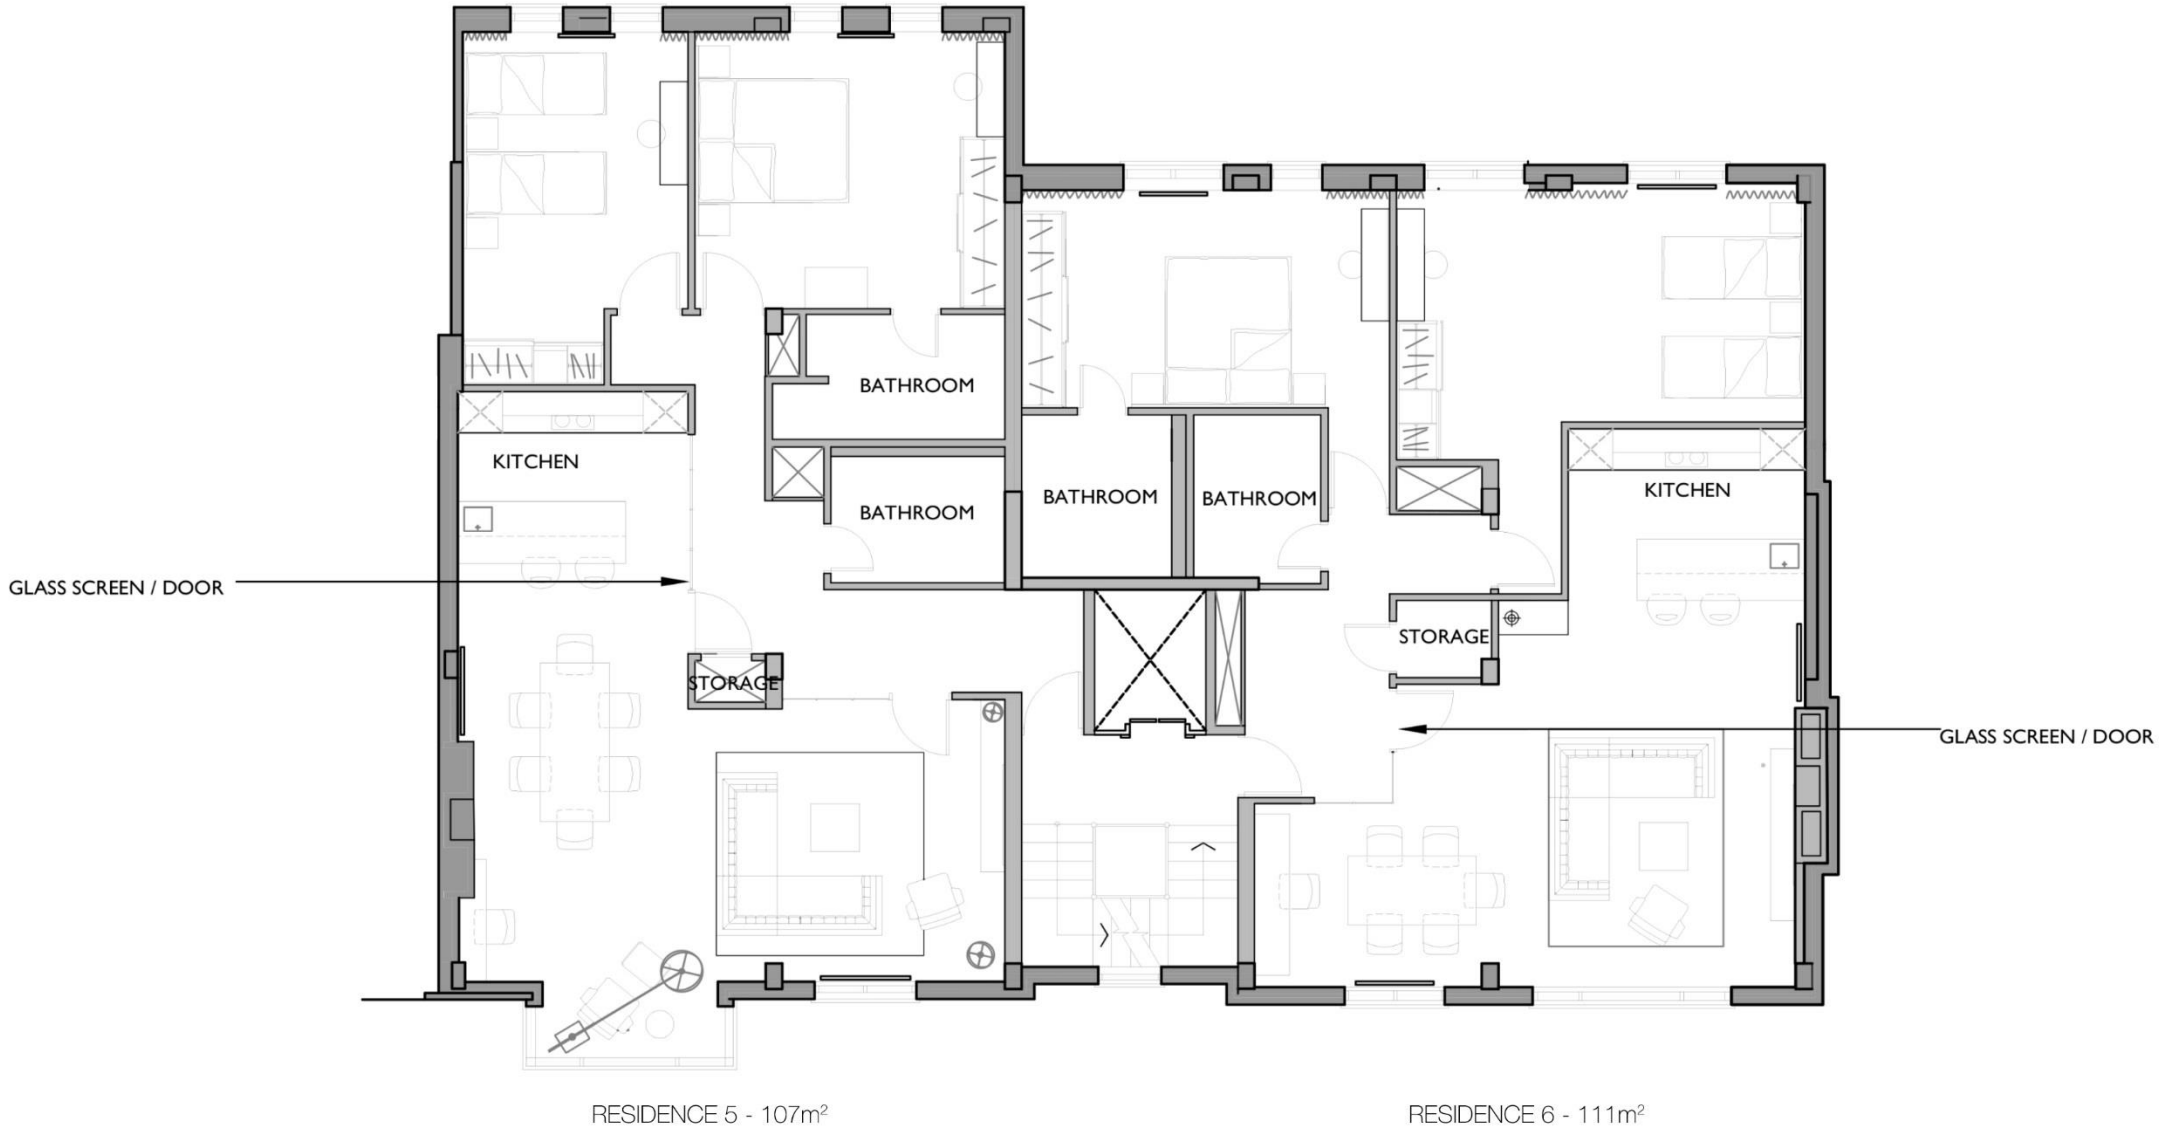 BATHROOM
KITCHEN
BATHROOM
GLASS SCREEN / DOOR
STORAGE
BATHROOM
BATHROOM
KITCHEN
STORAGE
GLASS SCREEN / DOOR
RESIDENCE 5 - 107m²
RESIDENCE 6 - 111m²